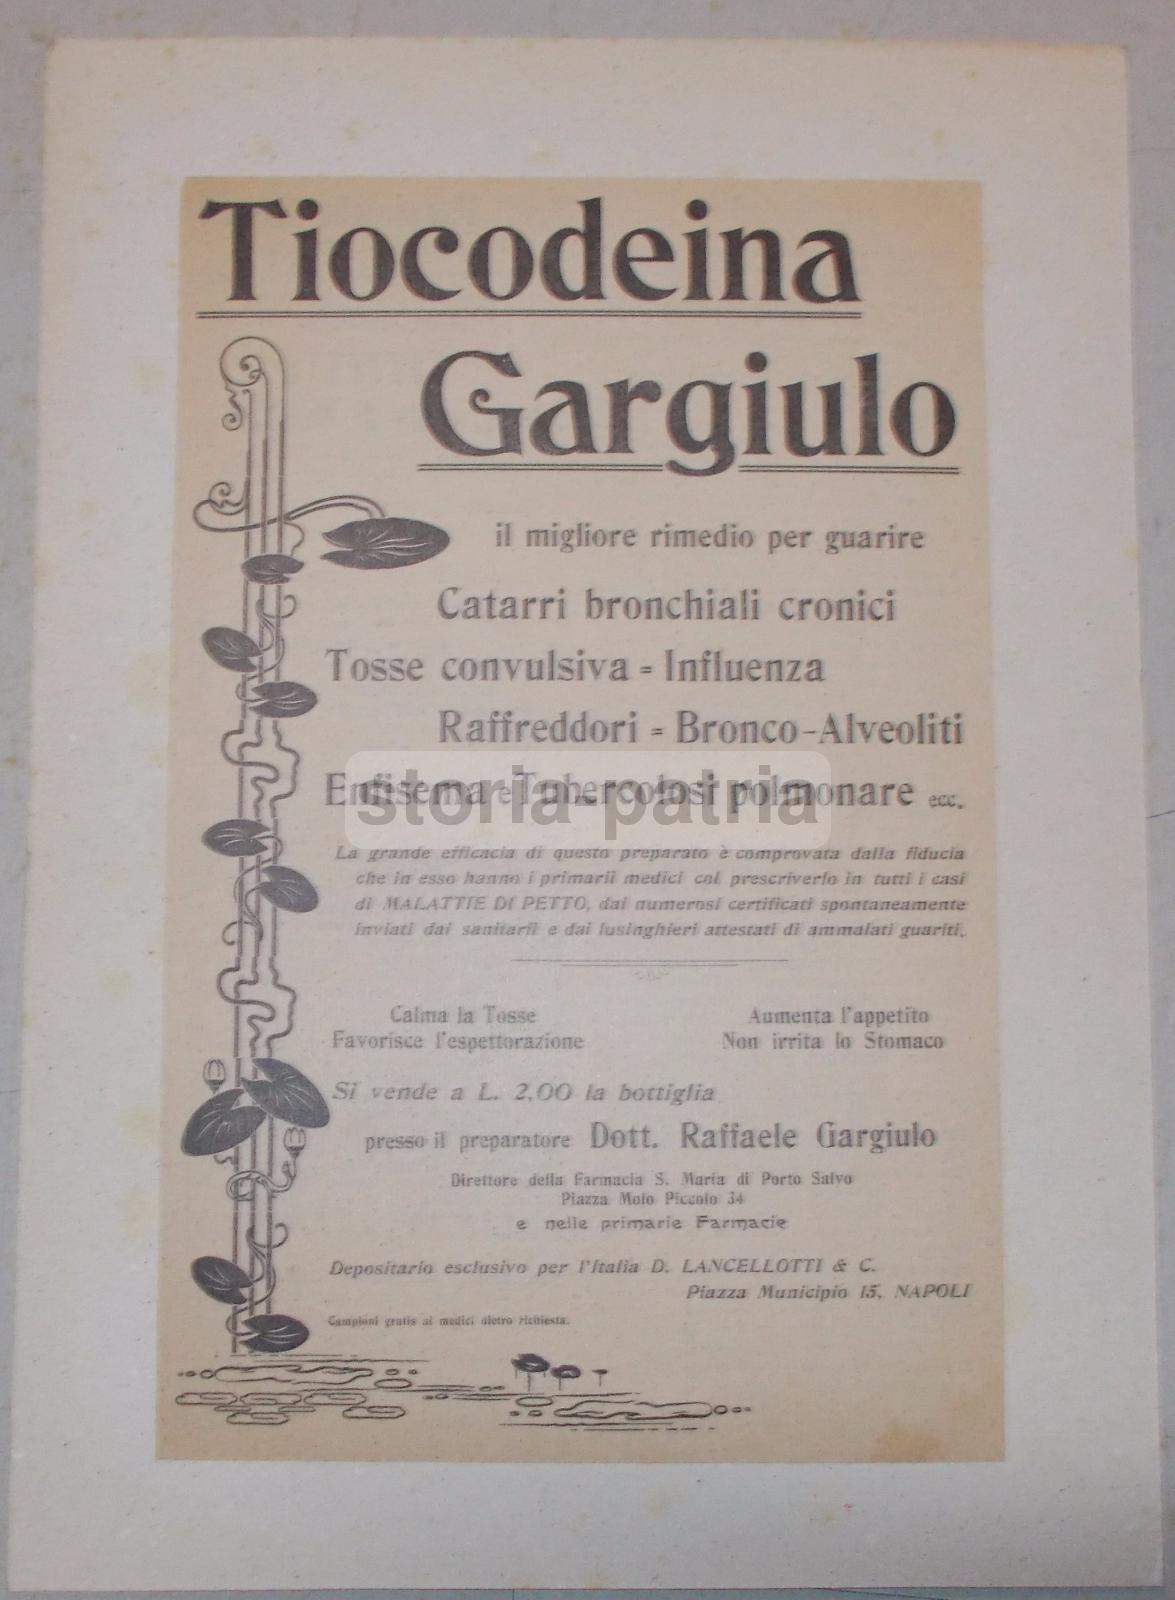 Tiocodeina
Gargiulo
il migliore rimedio per guarire
Catarri bronchiali cronici
Tosse convulsiva = Influenza
Raffreddori = Bronco-Alveoliti
Enfisema e Tubercolosi polmonare ecc.
storia-patria
La grande efficacia di questo preparato è comprovata dalla fiducia
che in esso hanno i primarii medici col prescriverlo in tutti i casi
di MALATTIE DI PETTO, dai numerosi certificati spontaneamente
inviati dai sanitarii e dai lusinghieri attestati di ammalati guariti.
Calma la Tosse
Favorisce l'espettorazione
Aumenta l'appetito
Non irrita lo Stomaco
Si vende a L. 2,00 la bottiglia
presso il preparatore Dott. Raffaele Gargiulo
Direttore della Farmacia S. Maria di Porto Salvo
Piazza Molo Piccolo 34
e nelle primarie Farmacie
Depositario esclusivo per l'Italia D. LANCELLOTTI & C.
Piazza Municipio 15, NAPOLI
Campioni gratis ai medici dietro richiesta.